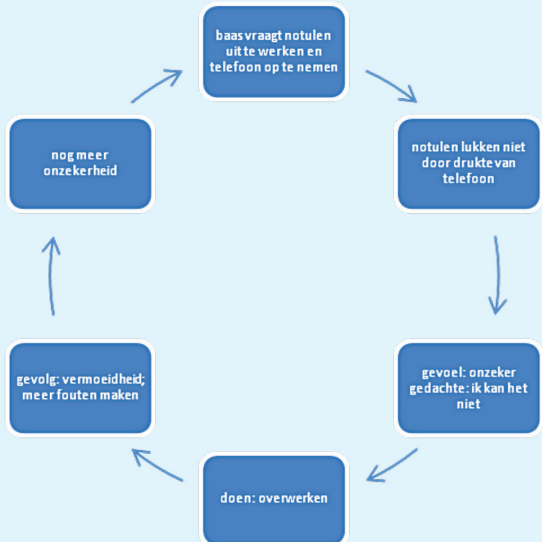 baas vraagt notulen
uit te werken en
telefoon op te nemen
notulen lukken niet
door drukte van
telefoon
gevoel: onzeker
gedachte: ik kan het
niet
doen: overwerken
gevolg: vermoeidheid;
meer fouten maken
nog meer
onzekerheid